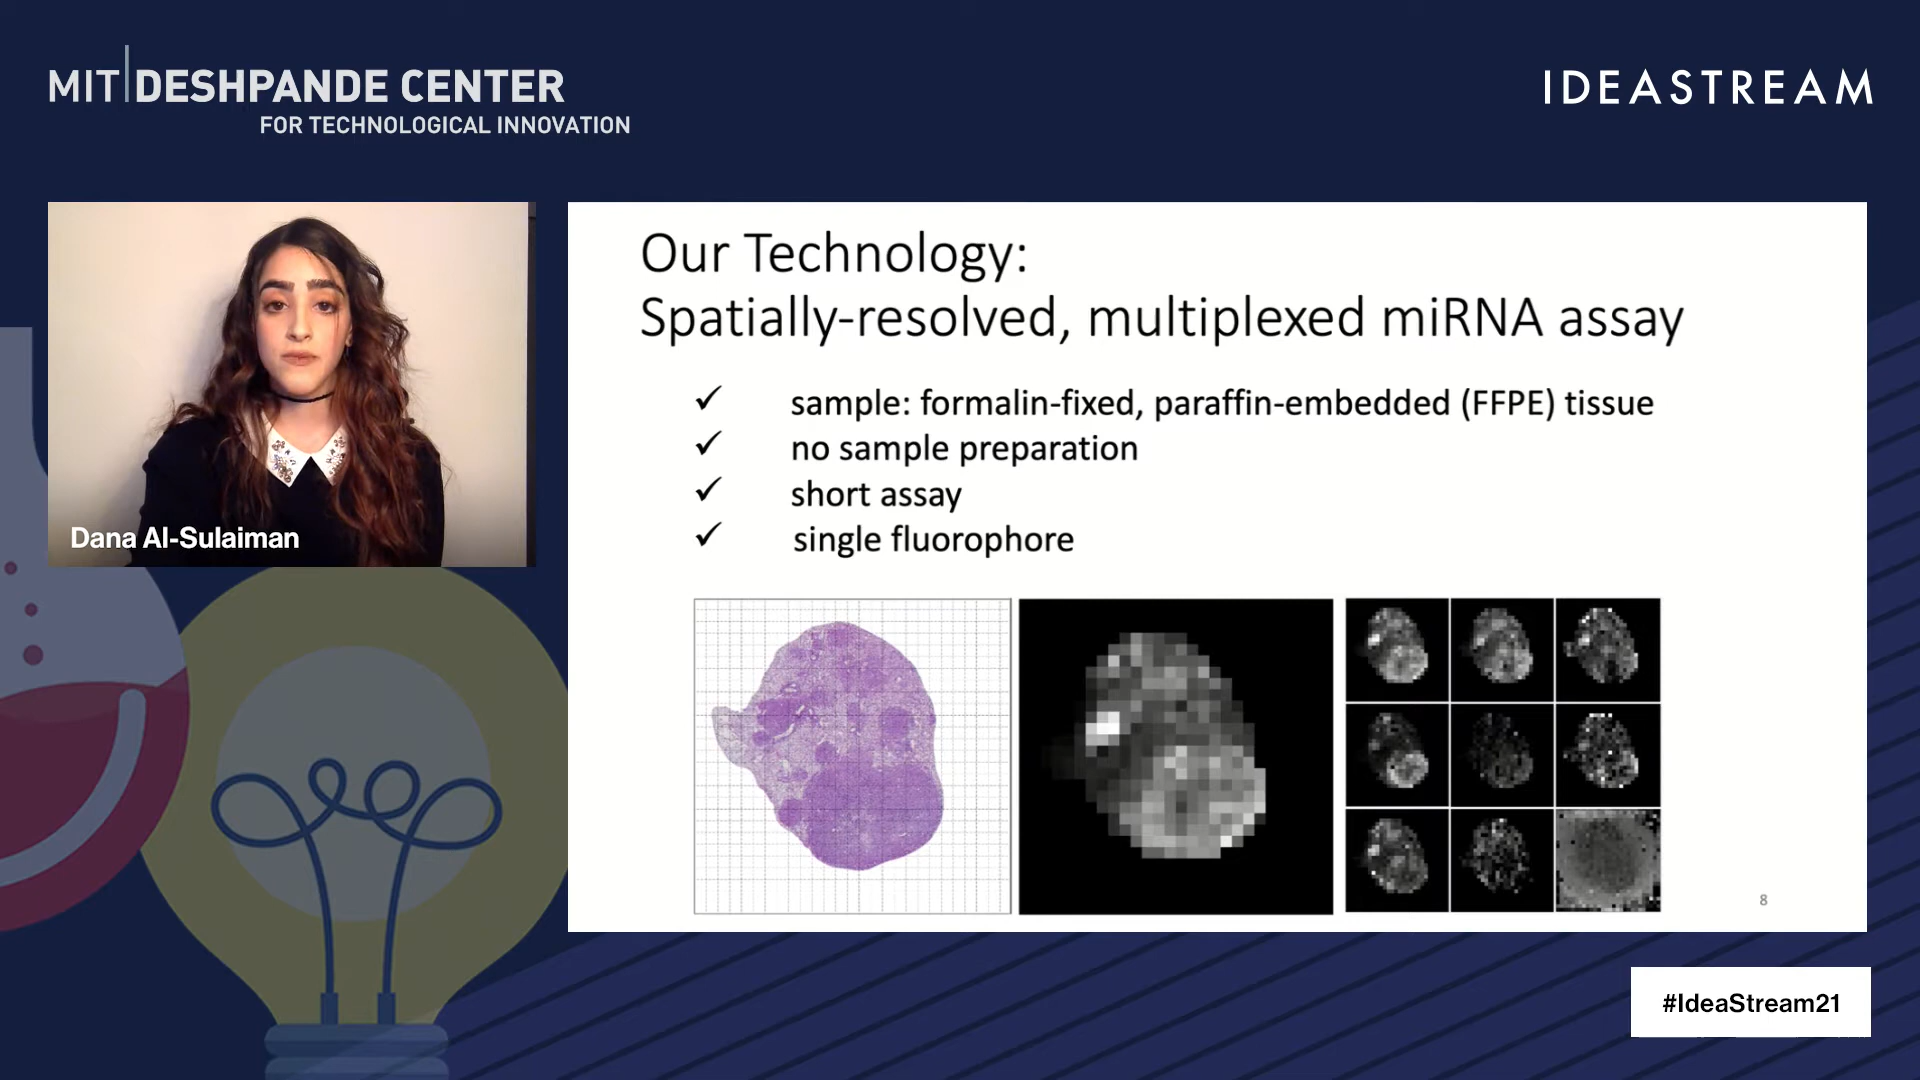 MIT DESHPANDE CENTER
FOR TECHNOLOGICAL INNOVATION
IDEASTREAM
Dana Al-Sulaiman
Our Technology:
Spatially-resolved, multiplexed miRNA assay
✓ sample: formalin-fixed, paraffin-embedded (FFPE) tissue
✓ no sample preparation
✓ short assay
✓ single fluorophore
8
#IdeaStream21